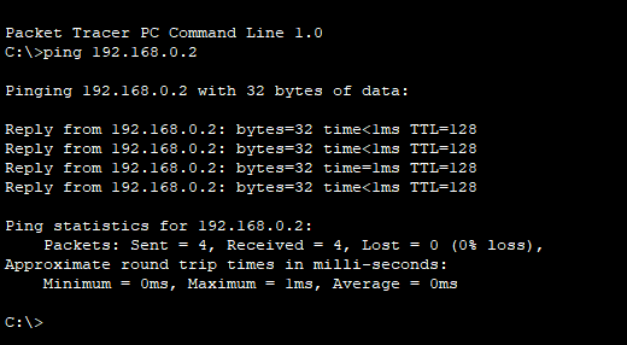 Packet Tracer PC Command Line 1.0
C:\>ping 192.168.0.2
Pinging 192.168.0.2 with 32 bytes of data:
Reply from 192.168.0.2: bytes=32 time<1ms TTL=128
Reply from 192.168.0.2: bytes=32 time<1ms TTL=128
Reply from 192.168.0.2: bytes=32 time=1ms TTL=128
Reply from 192.168.0.2: bytes=32 time<1ms TTL=128
Ping statistics for 192.168.0.2:
Packets: Sent = 4, Received = 4, Lost = 0 (0% loss),
Approximate round trip times in milli-seconds:
Minimum = 0ms, Maximum = 1ms, Average = 0ms
C:\>